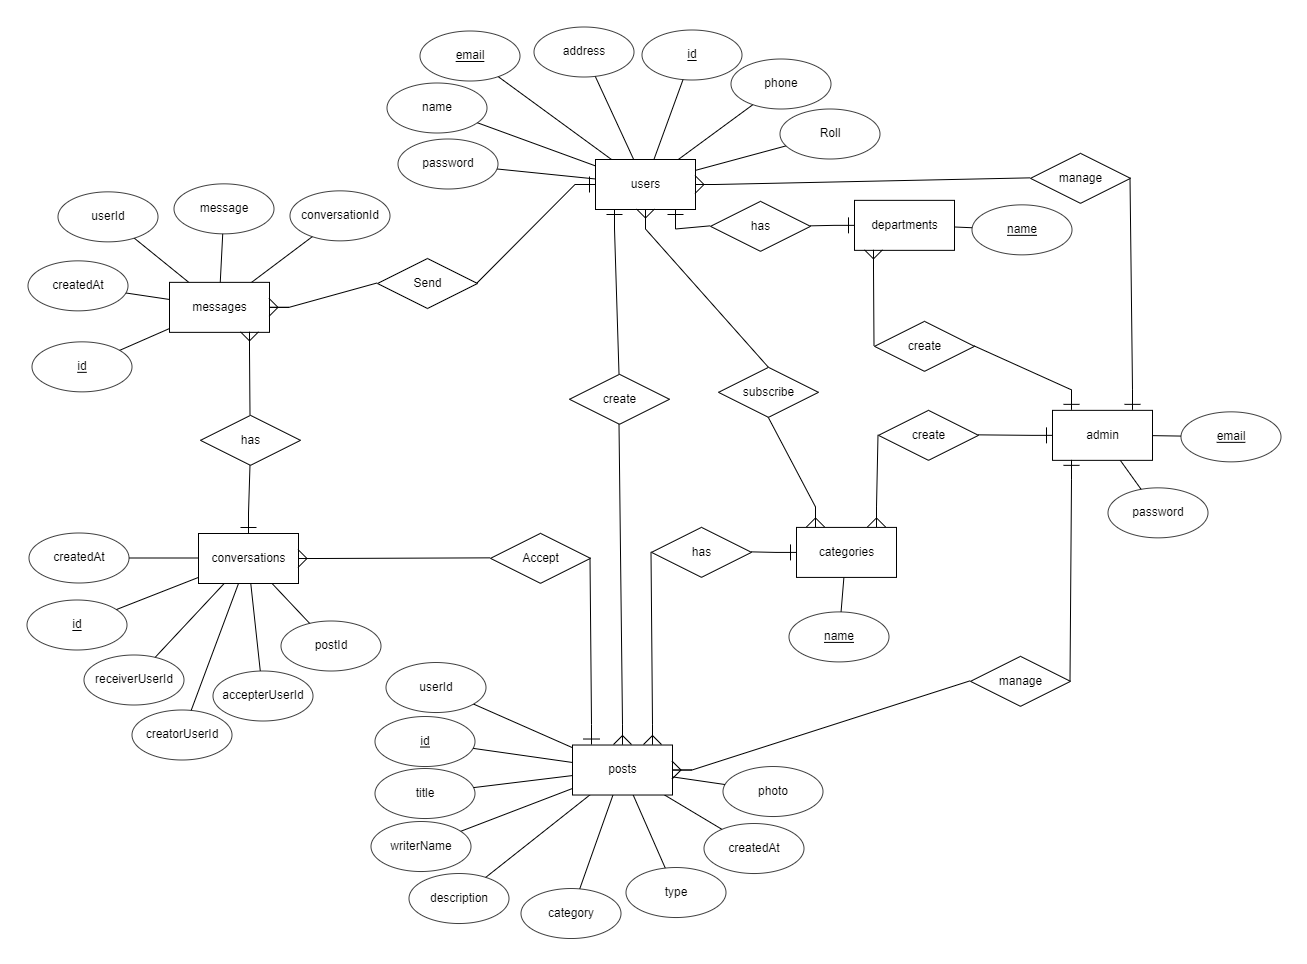 email
address
id
phone
name
Roll
password
users
manage
userId
message
conversationId
has
departments
name
createdAt
messages
Send
id
create
subscribe
create
has
create
admin
email
password
createdAt
conversations
Accept
has
categories
id
postId
name
receiverUserId
accepterUserId
creatorUserId
userId
manage
id
posts
title
photo
writerName
createdAt
description
category
type